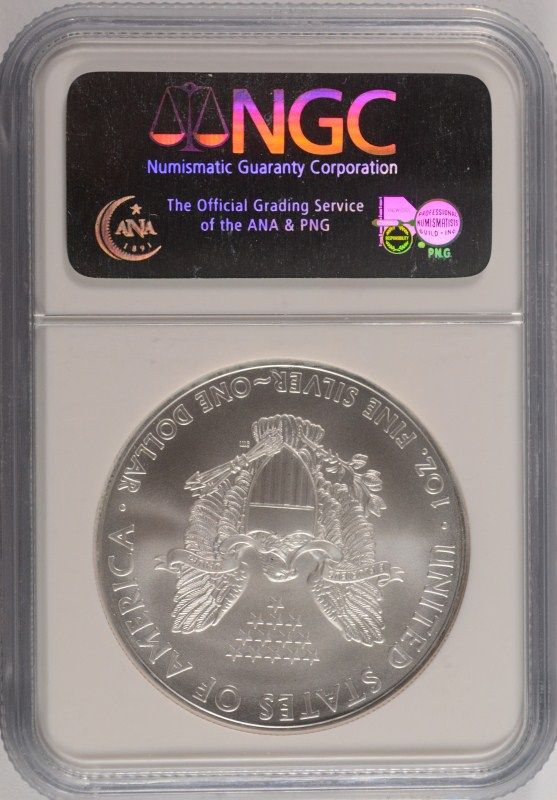 NGC
Numismatic Guaranty Corporation
The Official Grading Service
of the ANA & PNG
ANA
1891
PROFESSIONAL
NUMISMATISTS
GUILD • INC
RESPONSIBILITY
P.N.G.
UNITED STATES OF AMERICA
1 OZ. FINE SILVER~ONE DOLLAR